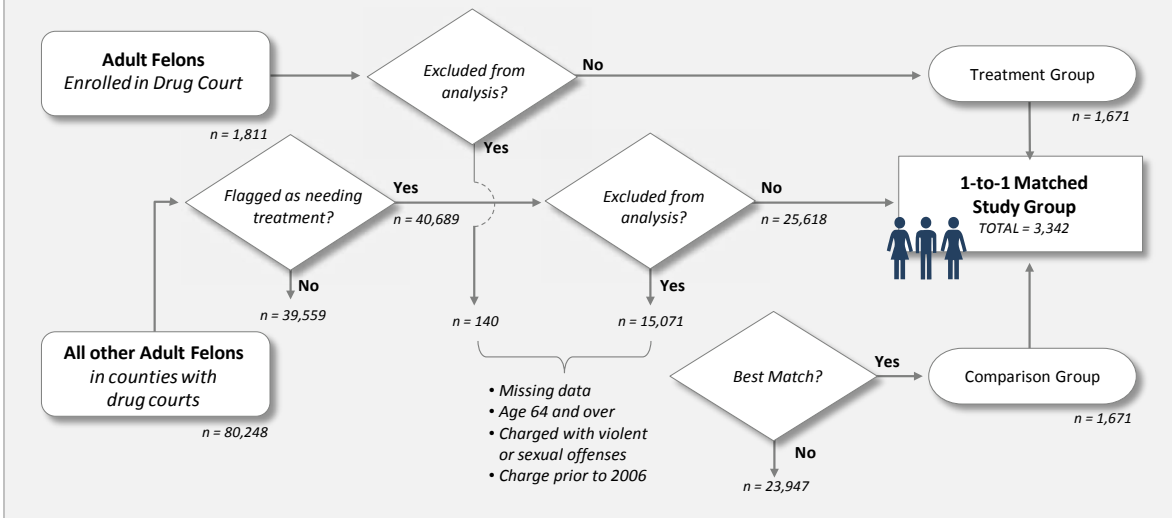 Adult Felons
Enrolled in Drug Court
n = 1,811
Excluded from
analysis?
No
Yes
Treatment Group
n = 1,671
Flagged as needing
treatment?
Yes
n = 40,689
No
n = 39,559
Excluded from
analysis?
No
n = 25,618
Yes
n = 15,071
n = 140
1-to-1 Matched
Study Group
TOTAL = 3,342
All other Adult Felons
in counties with
drug courts
n = 80,248
• Missing data
• Age 64 and over
• Charged with violent
or sexual offenses
• Charge prior to 2006
Best Match?
Yes
No
n = 23,947
Comparison Group
n = 1,671